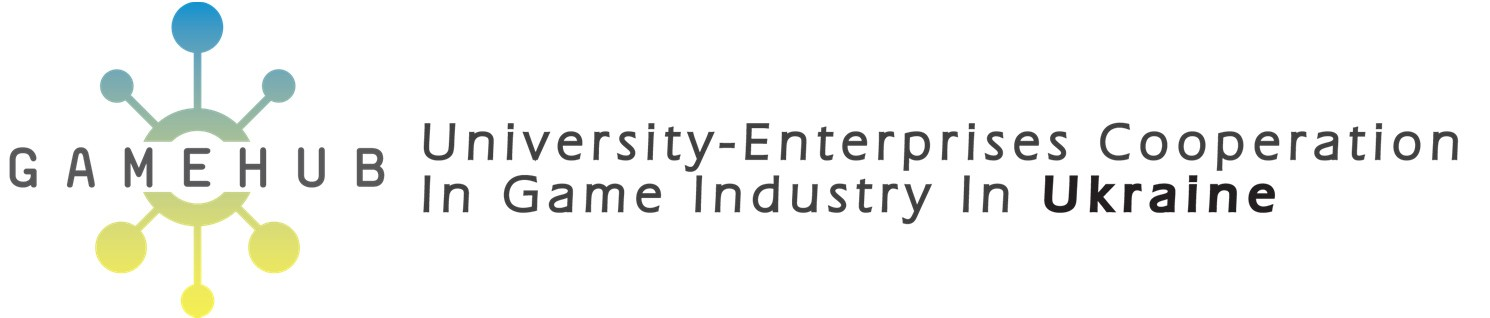 GAMEHUB
University-Enterprises Cooperation
In Game Industry In Ukraine